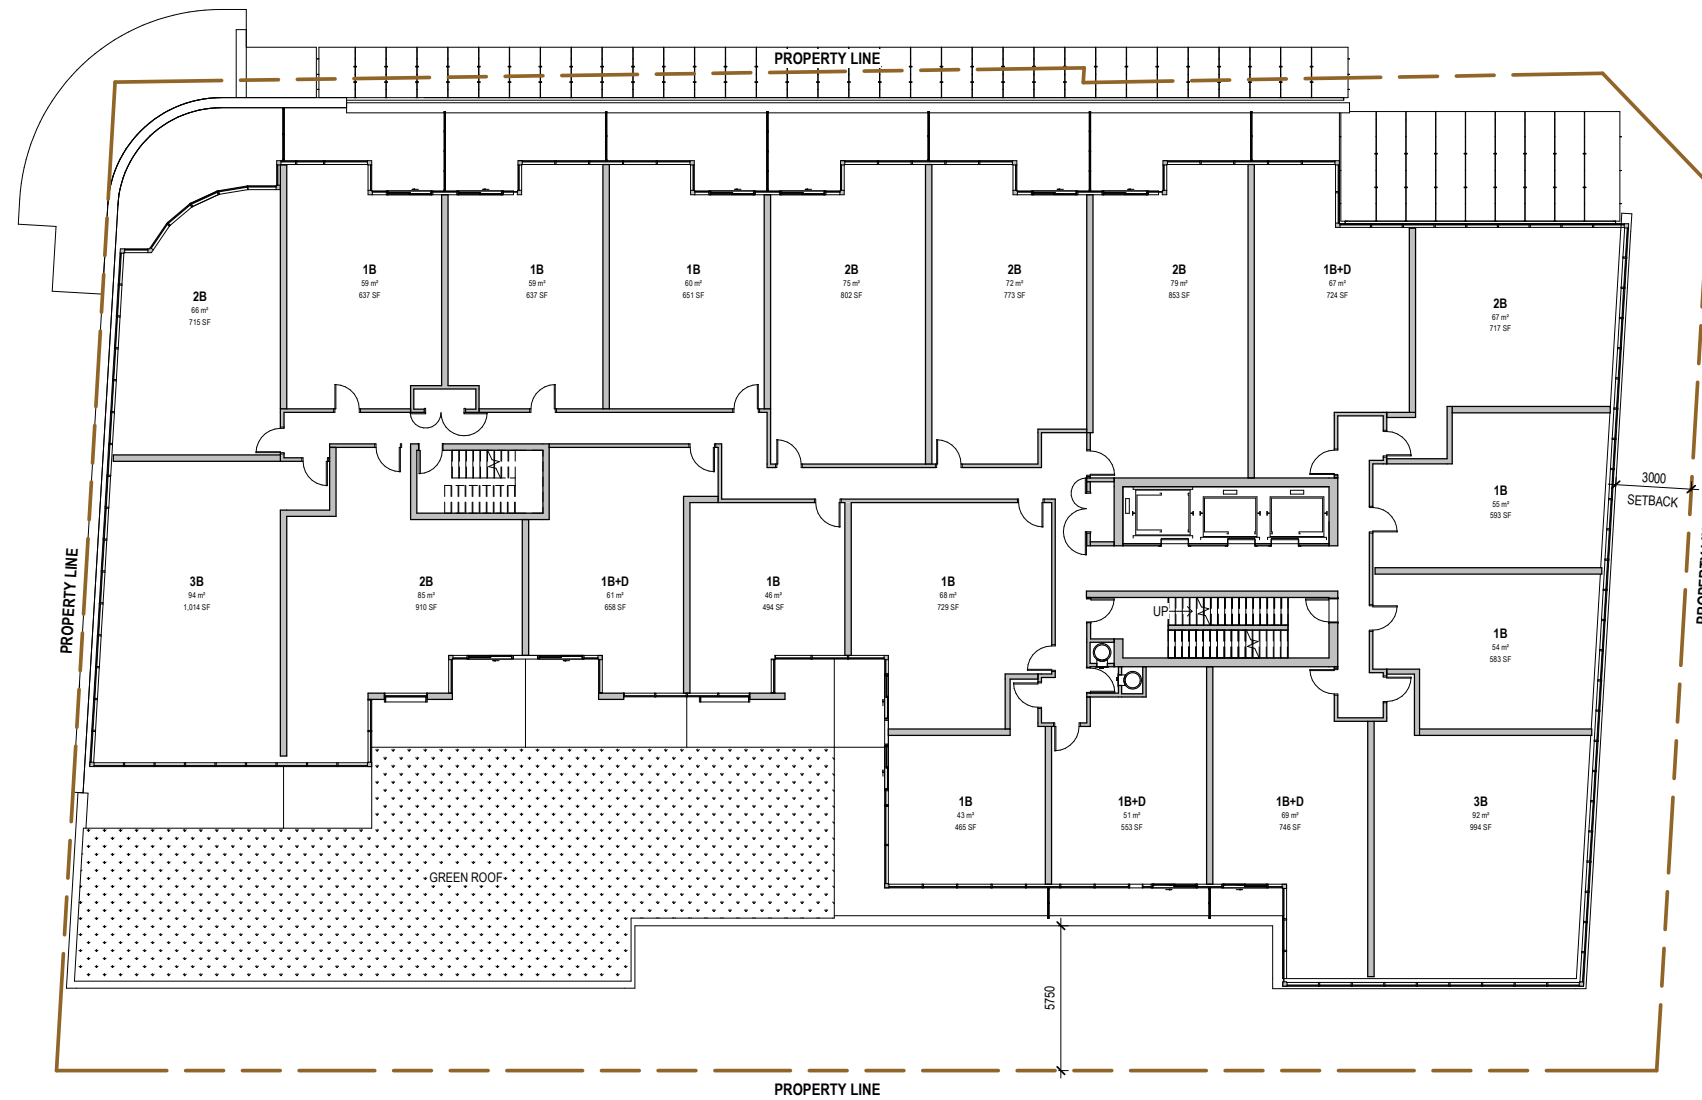 PROPERTY LINE
2B
66 m²
715 SF
1B
59 m²
637 SF
1B
59 m²
637 SF
1B
60 m²
651 SF
2B
75 m²
802 SF
2B
72 m²
773 SF
2B
79 m²
853 SF
1B+D
67 m²
724 SF
2B
67 m²
717 SF
1B
55 m²
593 SF
3000
SETBACK
PROPERTY LINE
3B
94 m²
1,014 SF
2B
85 m²
910 SF
1B+D
61 m²
658 SF
1B
46 m²
494 SF
1B
68 m²
729 SF
UP
1B
54 m²
583 SF
1B
43 m²
465 SF
1B+D
51 m²
553 SF
1B+D
69 m²
746 SF
3B
92 m²
994 SF
GREEN ROOF
5750
PROPERTY LINE